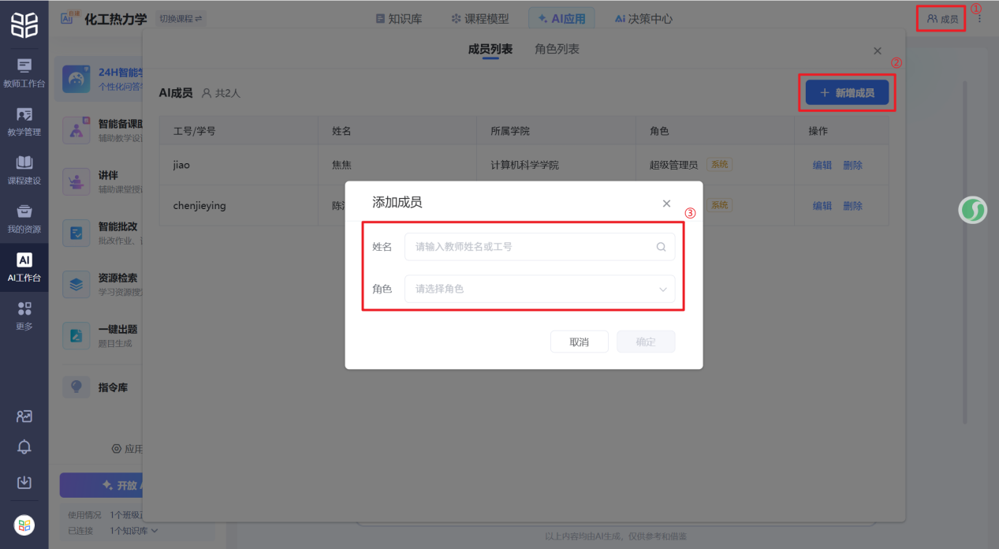 化工热力学 切换课程 知识库 课程模型 AI应用 Ai 决策中心 成员 ①
成员列表 角色列表
②
AI成员 共2人 + 新增成员
工号/学号 姓名 所属学院 角色 操作
jiao 焦焦 计算机科学学院 超级管理员 系统 编辑 删除
chenjieying 系统 编辑 删除
添加成员
③
姓名 请输入教师姓名或工号
角色 请选择角色
取消 确定
教师工作台
教学管理
课程建设
我的资源
AI
AI工作台
更多
24H智能
个性化问答
智能备课
辅助教学设
讲伴
辅助课堂授
智能批改
批改作业、
资源检索
学习资源搜
一键出题
题目生成
指令库
应用
开放
使用情况 1个班级
已连接 1个知识库
以上内容均由AI生成，仅供参考和借鉴